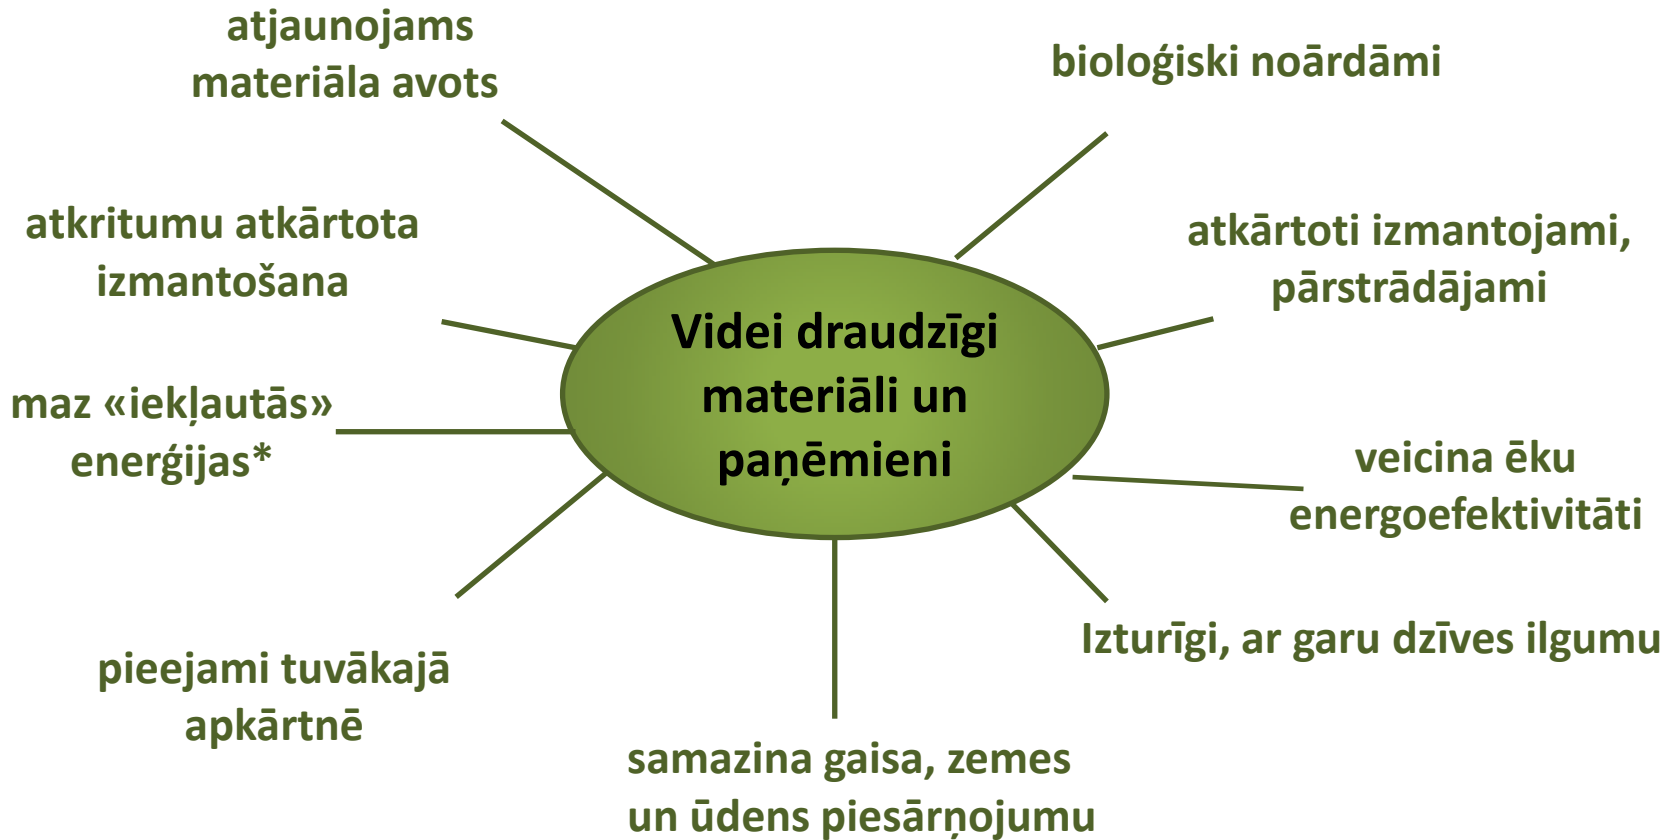 atjaunojams
materiāla avots
bioloģiski noārdāmi
atkritumu atkārtota
izmantošana
atkārtoti izmantojami,
pārstrādājami
Videi draudzīgi
materiāli un
paņēmieni
maz «iekļautās»
enerģijas*
veicina ēku
energoefektivitāti
pieejami tuvākajā
apkārtnē
Izturīgi, ar garu dzīves ilgumu
samazina gaisa, zemes
un ūdens piesārņojumu